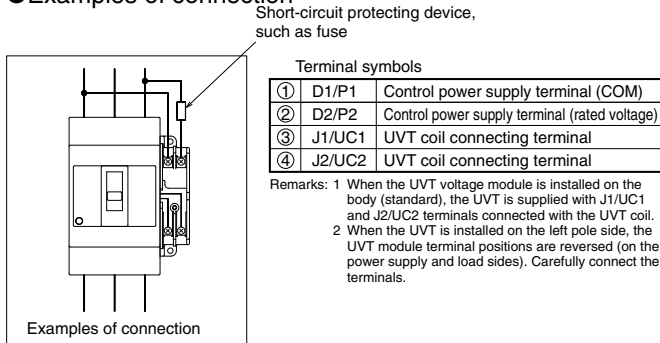 ●Examples of connection
Short-circuit protecting device,
such as fuse
Terminal symbols
① D1/P1 Control power supply terminal (COM)
② D2/P2 Control power supply terminal (rated voltage)
③ J1/UC1 UVT coil connecting terminal
④ J2/UC2 UVT coil connecting terminal
Remarks: 1 When the UVT voltage module is installed on the
body (standard), the UVT is supplied with J1/UC1
and J2/UC2 terminals connected with the UVT coil.
2 When the UVT is installed on the left pole side, the
UVT module terminal positions are reversed (on the
power supply and load sides). Carefully connect the
terminals.
Examples of connection